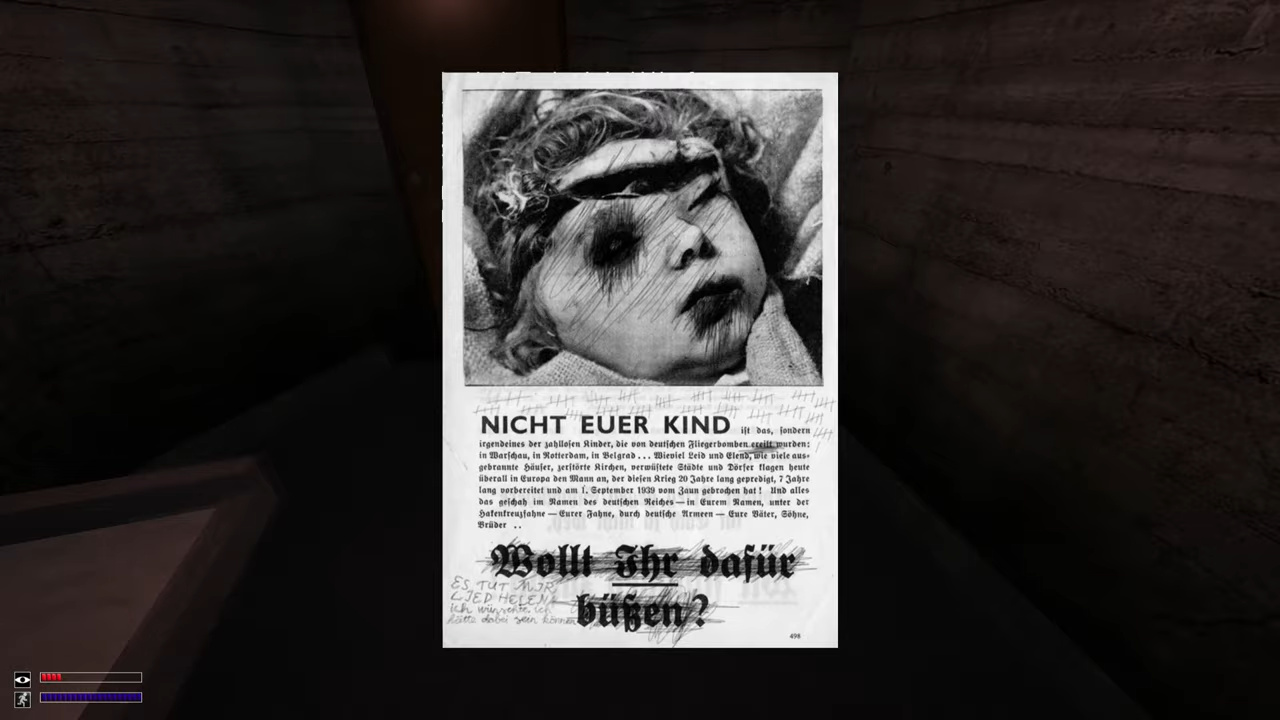 NICHT EUER KIND ist das, sondern
irgendeines der zahllosen Kinder, die von deutschen Fliegerbomben ereilt wurden:
in Warschau, in Rotterdam, in Belgrad ... Wieviel Leid und Elend, wie viele aus-
gebrannte Häuser, zerstörte Kirchen, verwüstete Städte und Dörfer klagen heute
überall in Europa den Mann an, der diesen Krieg 20 Jahre lang gepredigt, 7 Jahre
lang vorbereitet und am 1. September 1939 vom Zaun gebrochen hat! Und alles
das geschah im Namen des deutschen Reiches — in Eurem Namen, unter der
Hakenkreuzfahne — Eurer Fahne, durch deutsche Armeen — Eure Väter, Söhne,
Brüder ..
Wollt Ihr dafür
büßen?
ES TUT MIR
LIED HELENA
ich wünschte, ich
hätte dabei sein können
498